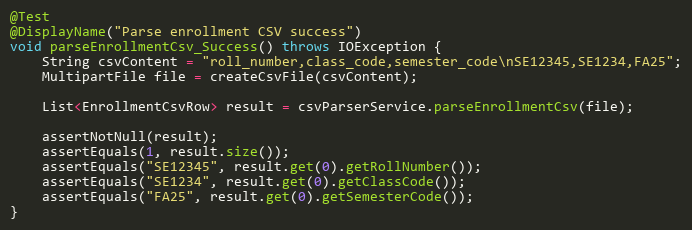 @Test
@DisplayName("Parse enrollment CSV success")
void parseEnrollmentCsv_Success() throws IOException {
    String csvContent = "roll_number,class_code,semester_code\nSE12345,SE1234,FA25";
    MultipartFile file = createCsvFile(csvContent);

    List<EnrollmentCsvRow> result = csvParserService.parseEnrollmentCsv(file);

    assertNotNull(result);
    assertEquals(1, result.size());
    assertEquals("SE12345", result.get(0).getRollNumber());
    assertEquals("SE1234", result.get(0).getClassCode());
    assertEquals("FA25", result.get(0).getSemesterCode());
}